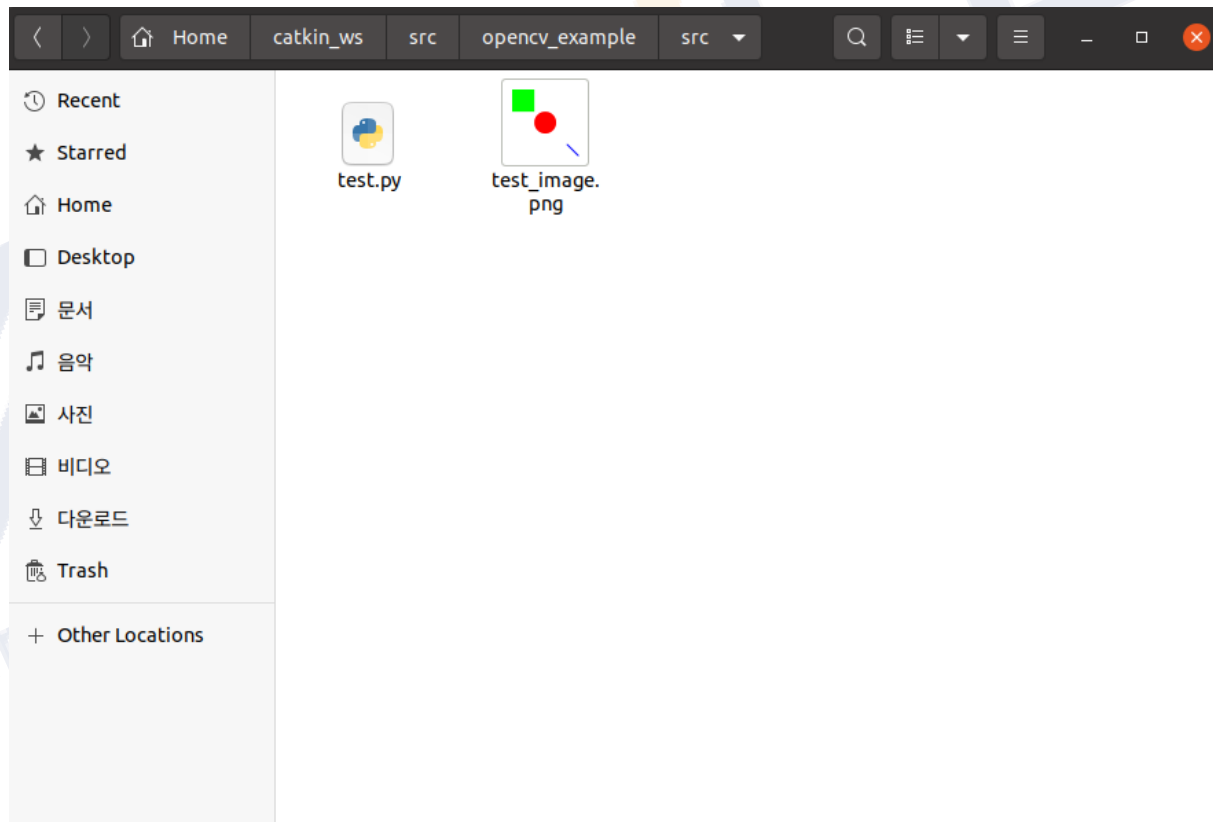 Home catkin_ws src opencv_example src
Recent
Starred
Home
Desktop
문서
음악
사진
비디오
다운로드
Trash
Other Locations
test.py
test_image.
png